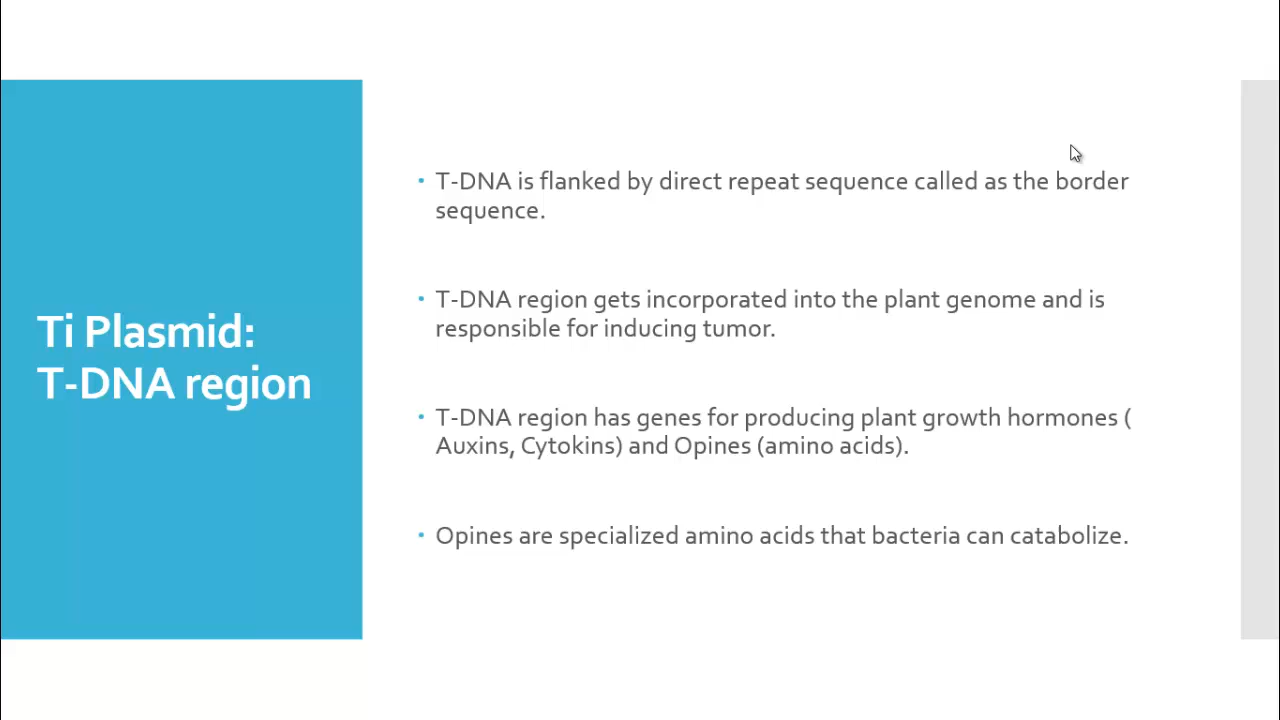 Ti Plasmid:
T-DNA region
• T-DNA is flanked by direct repeat sequence called as the border
sequence.
• T-DNA region gets incorporated into the plant genome and is
responsible for inducing tumor.
• T-DNA region has genes for producing plant growth hormones (
Auxins, Cytokins) and Opines (amino acids).
• Opines are specialized amino acids that bacteria can catabolize.